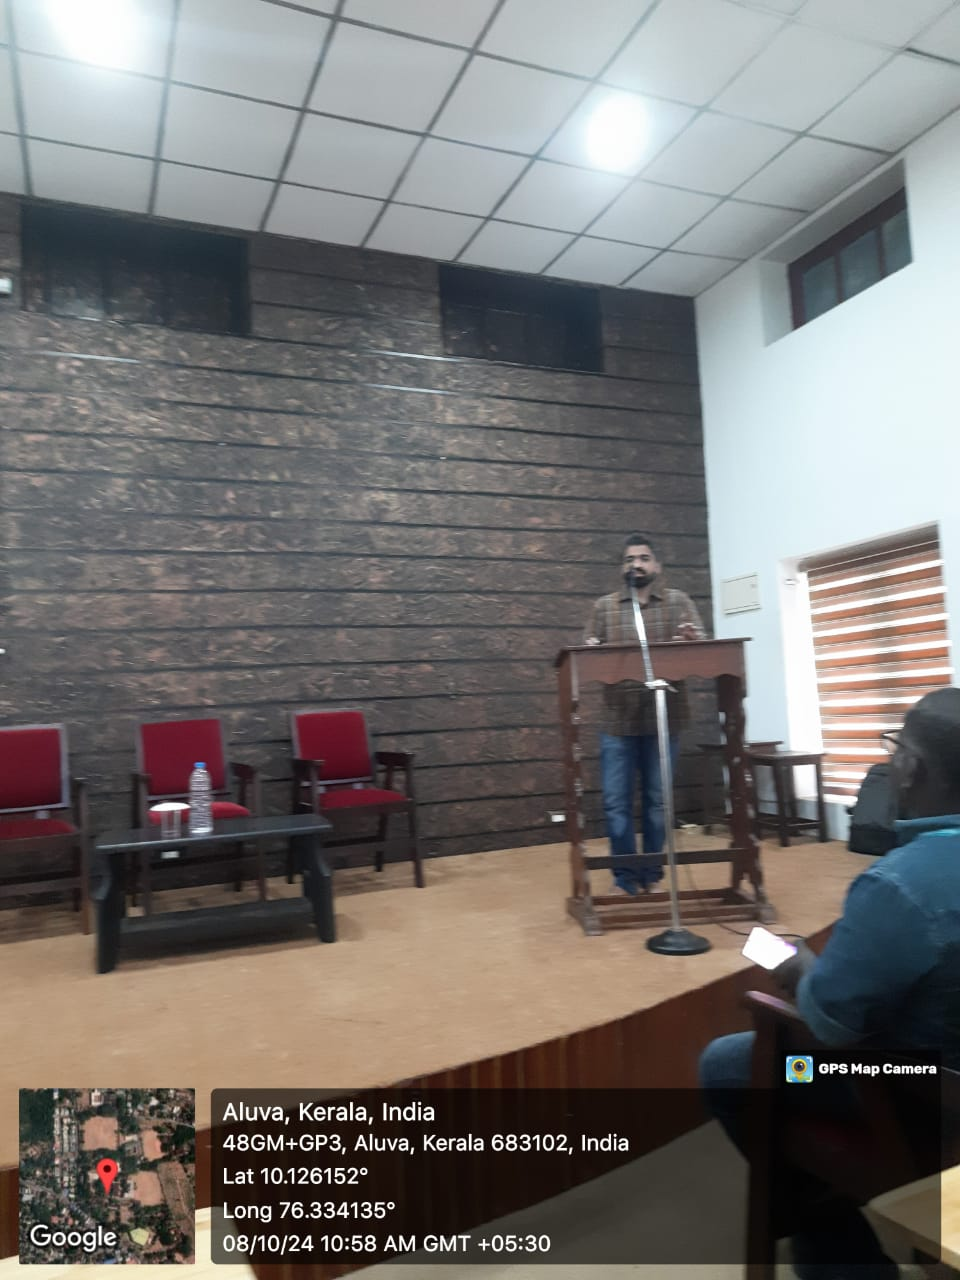 GPS Map Camera
Aluva, Kerala, India
48GM+GP3, Aluva, Kerala 683102, India
Lat 10.126152°
Long 76.334135°
08/10/24 10:58 AM GMT +05:30
Google